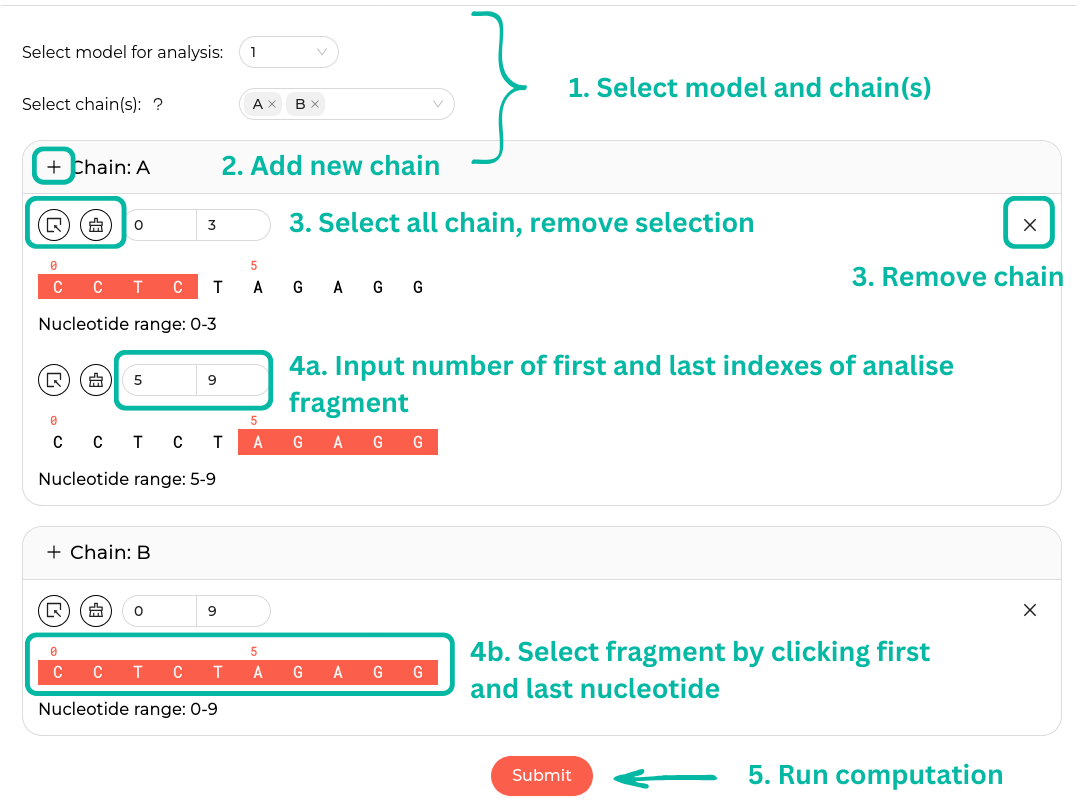 Select model for analysis: 1
1. Select model and chain(s)
Select chain(s): ? A × B ×
+ Chain: A 2. Add new chain
0 3 3. Select all chain, remove selection ×
3. Remove chain
0 5
C C T C T A G A G G
Nucleotide range: 0-3
5 9 4a. Input number of first and last indexes of analise
fragment
0 5
C C T C T A G A G G
Nucleotide range: 5-9
+ Chain: B
0 9 ×
0 5
C C T C T A G A G G
4b. Select fragment by clicking first
and last nucleotide
Nucleotide range: 0-9
Submit 5. Run computation